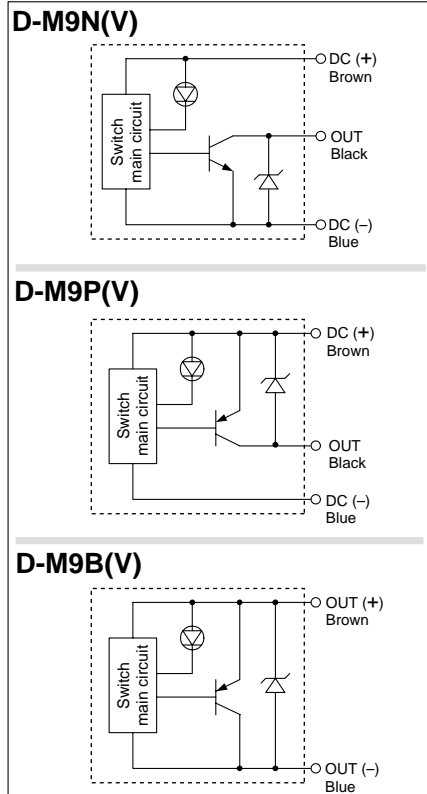 D-M9N(V)
DC (+)
Brown
Switch
main circuit
OUT
Black
DC (–)
Blue
D-M9P(V)
DC (+)
Brown
Switch
main circuit
OUT
Black
DC (–)
Blue
D-M9B(V)
OUT (+)
Brown
Switch
main circuit
OUT (–)
Blue